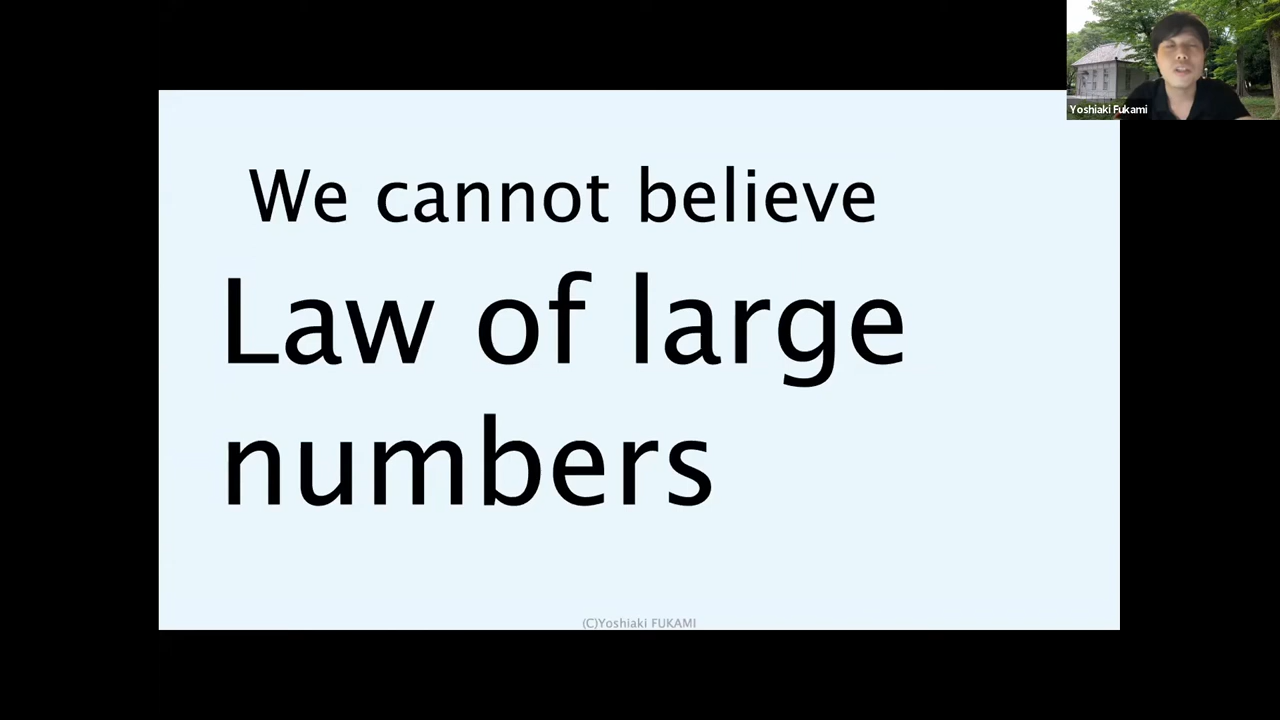 Yoshiaki Fukami
We cannot believe
Law of large
numbers
(C)Yoshiaki FUKAMI